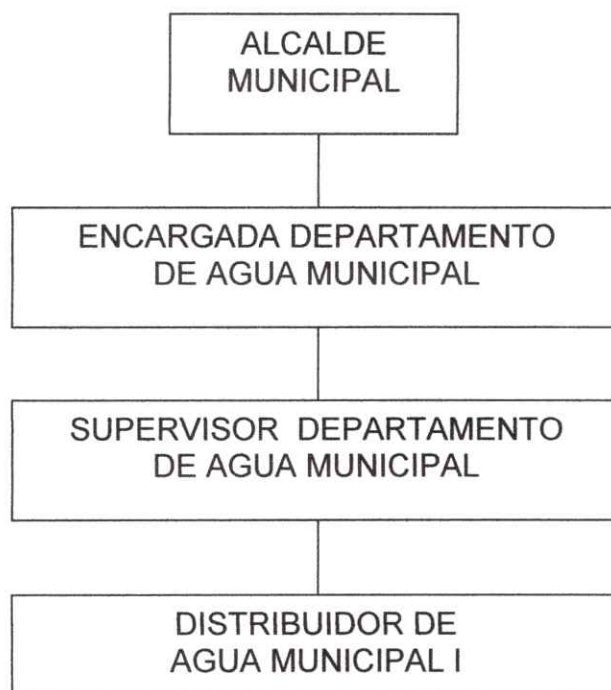 ALCALDE
MUNICIPAL
ENCARGADA DEPARTAMENTO
DE AGUA MUNICIPAL
SUPERVISOR DEPARTAMENTO
DE AGUA MUNICIPAL
DISTRIBUIDOR DE
AGUA MUNICIPAL I